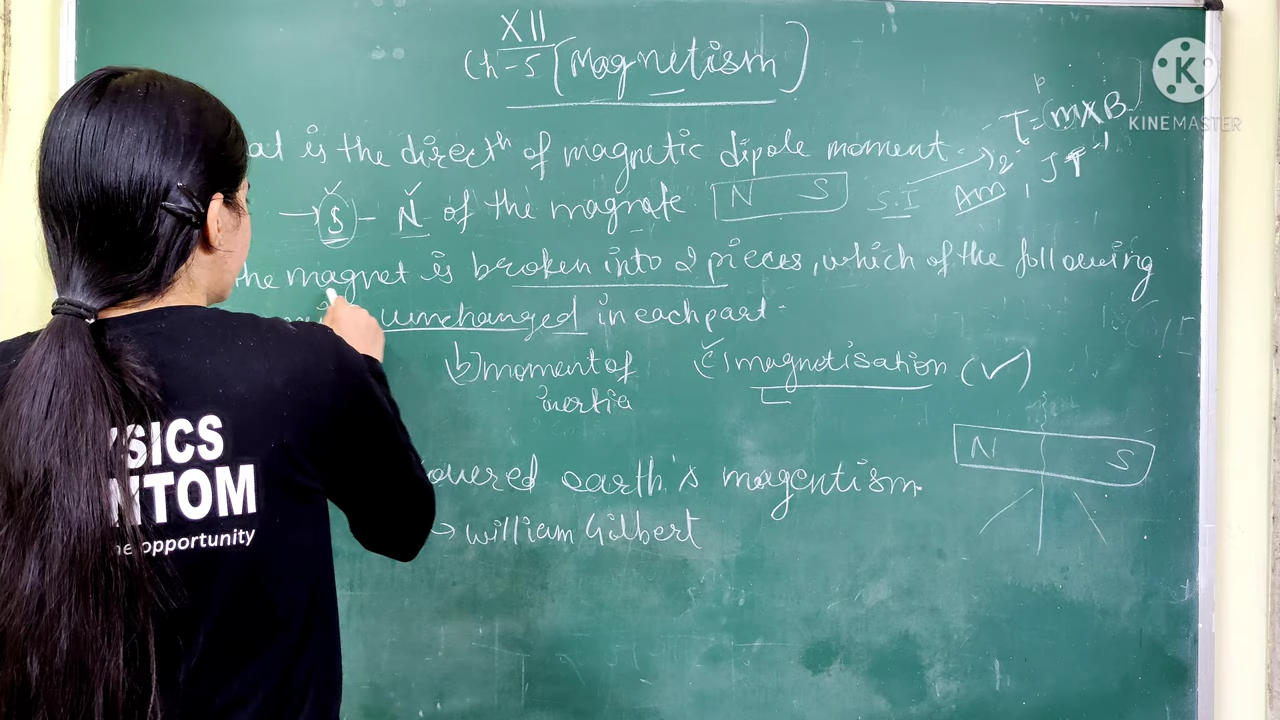 XII
Ch-5 (Magnetism)
K
KINEMASTER
τ = (m×B)
at is the directn of magnetic dipole moment.
→ S - N of the magnate
N S
S.I
Am², JT⁻¹
the magnet is broken into 2 pieces, which of the following
unchanged in each part.
b) moment of
inertia
c) magnetisation (✓)
N S
overed earth's magentism.
→ William Gilbert
SICS
NTOM
opportunity